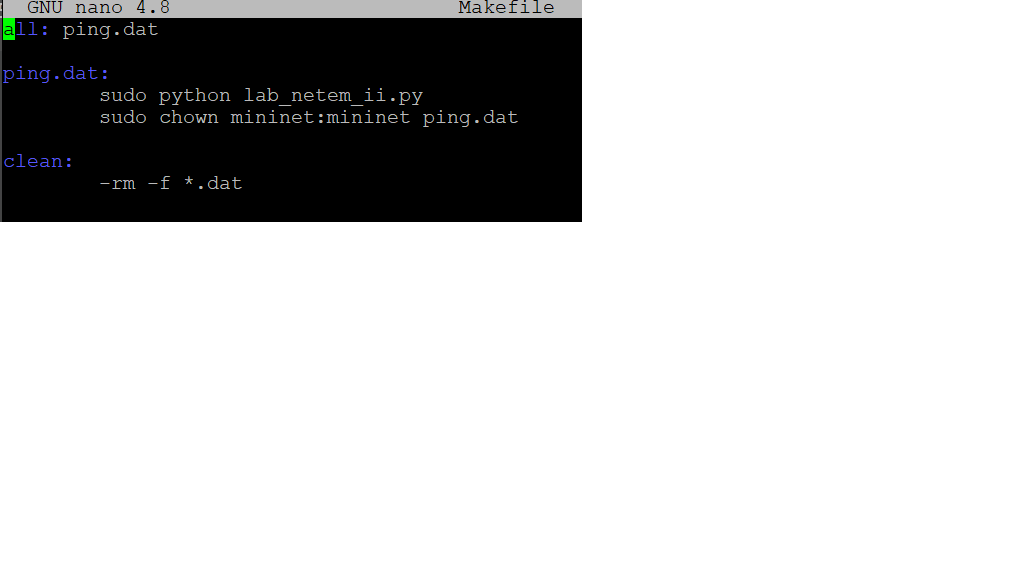 GNU nano 4.8 Makefile
all: ping.dat
ping.dat:
sudo python lab_netem_ii.py
sudo chown mininet:mininet ping.dat
clean:
-rm -f *.dat